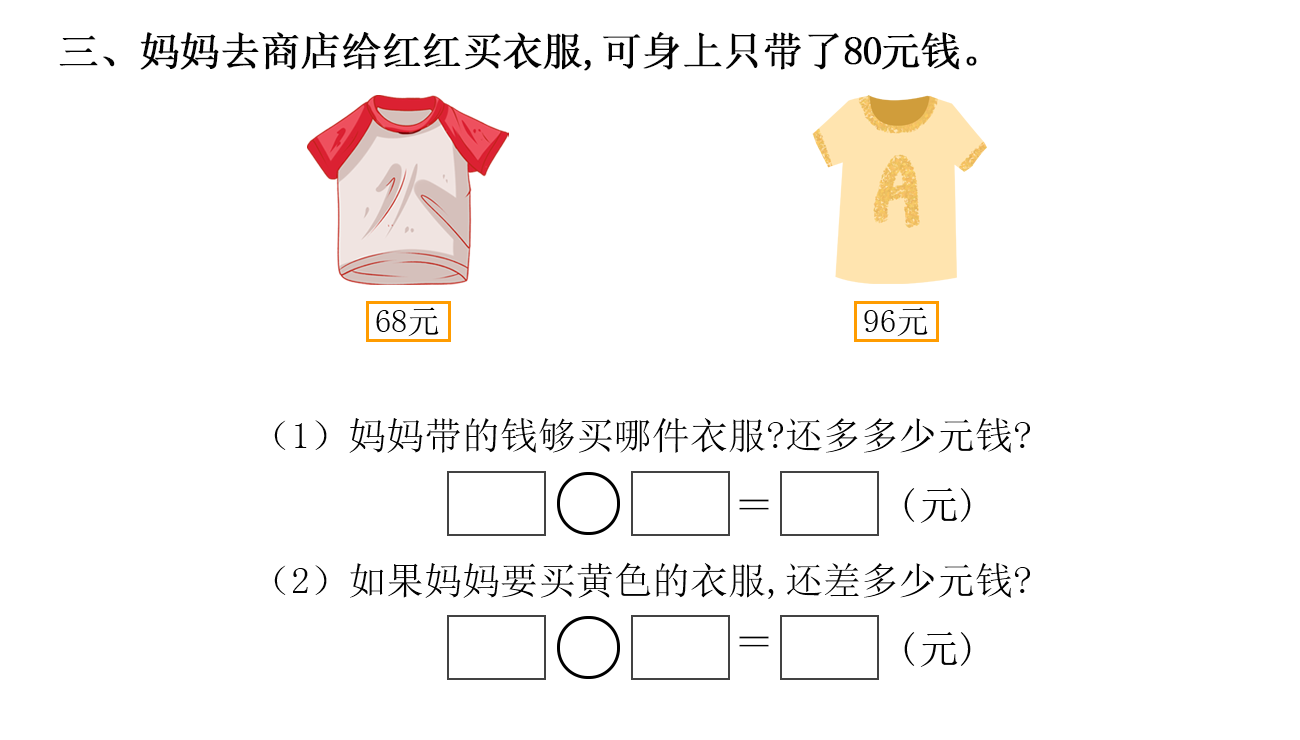 三、妈妈去商店给红红买衣服,可身上只带了80元钱。
A
68元
96元
（1）妈妈带的钱够买哪件衣服?还多多少元钱?
=（元）
（2）如果妈妈要买黄色的衣服,还差多少元钱?
=（元）